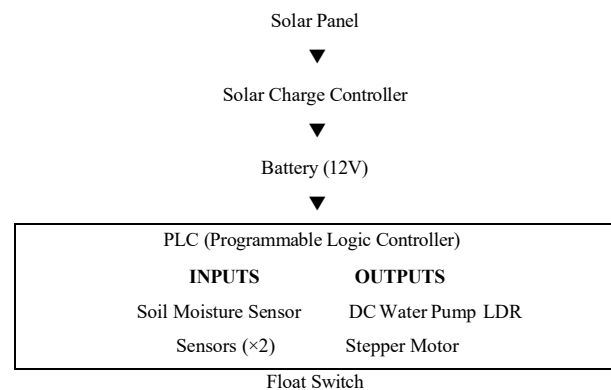 Solar Panel
▼
Solar Charge Controller
▼
Battery (12V)
▼
PLC (Programmable Logic Controller)
INPUTS OUTPUTS
Soil Moisture Sensor DC Water Pump LDR
Sensors (×2) Stepper Motor
Float Switch